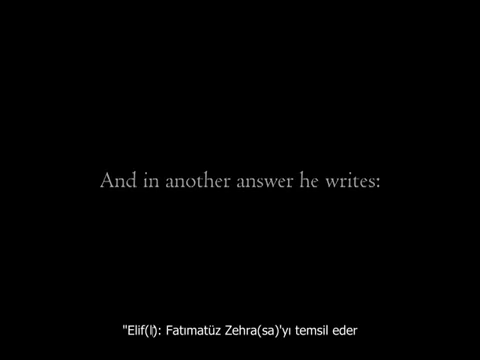 And in another answer he writes:
"Elif(ا): Fatımatüz Zehra(sa)'yı temsil eder